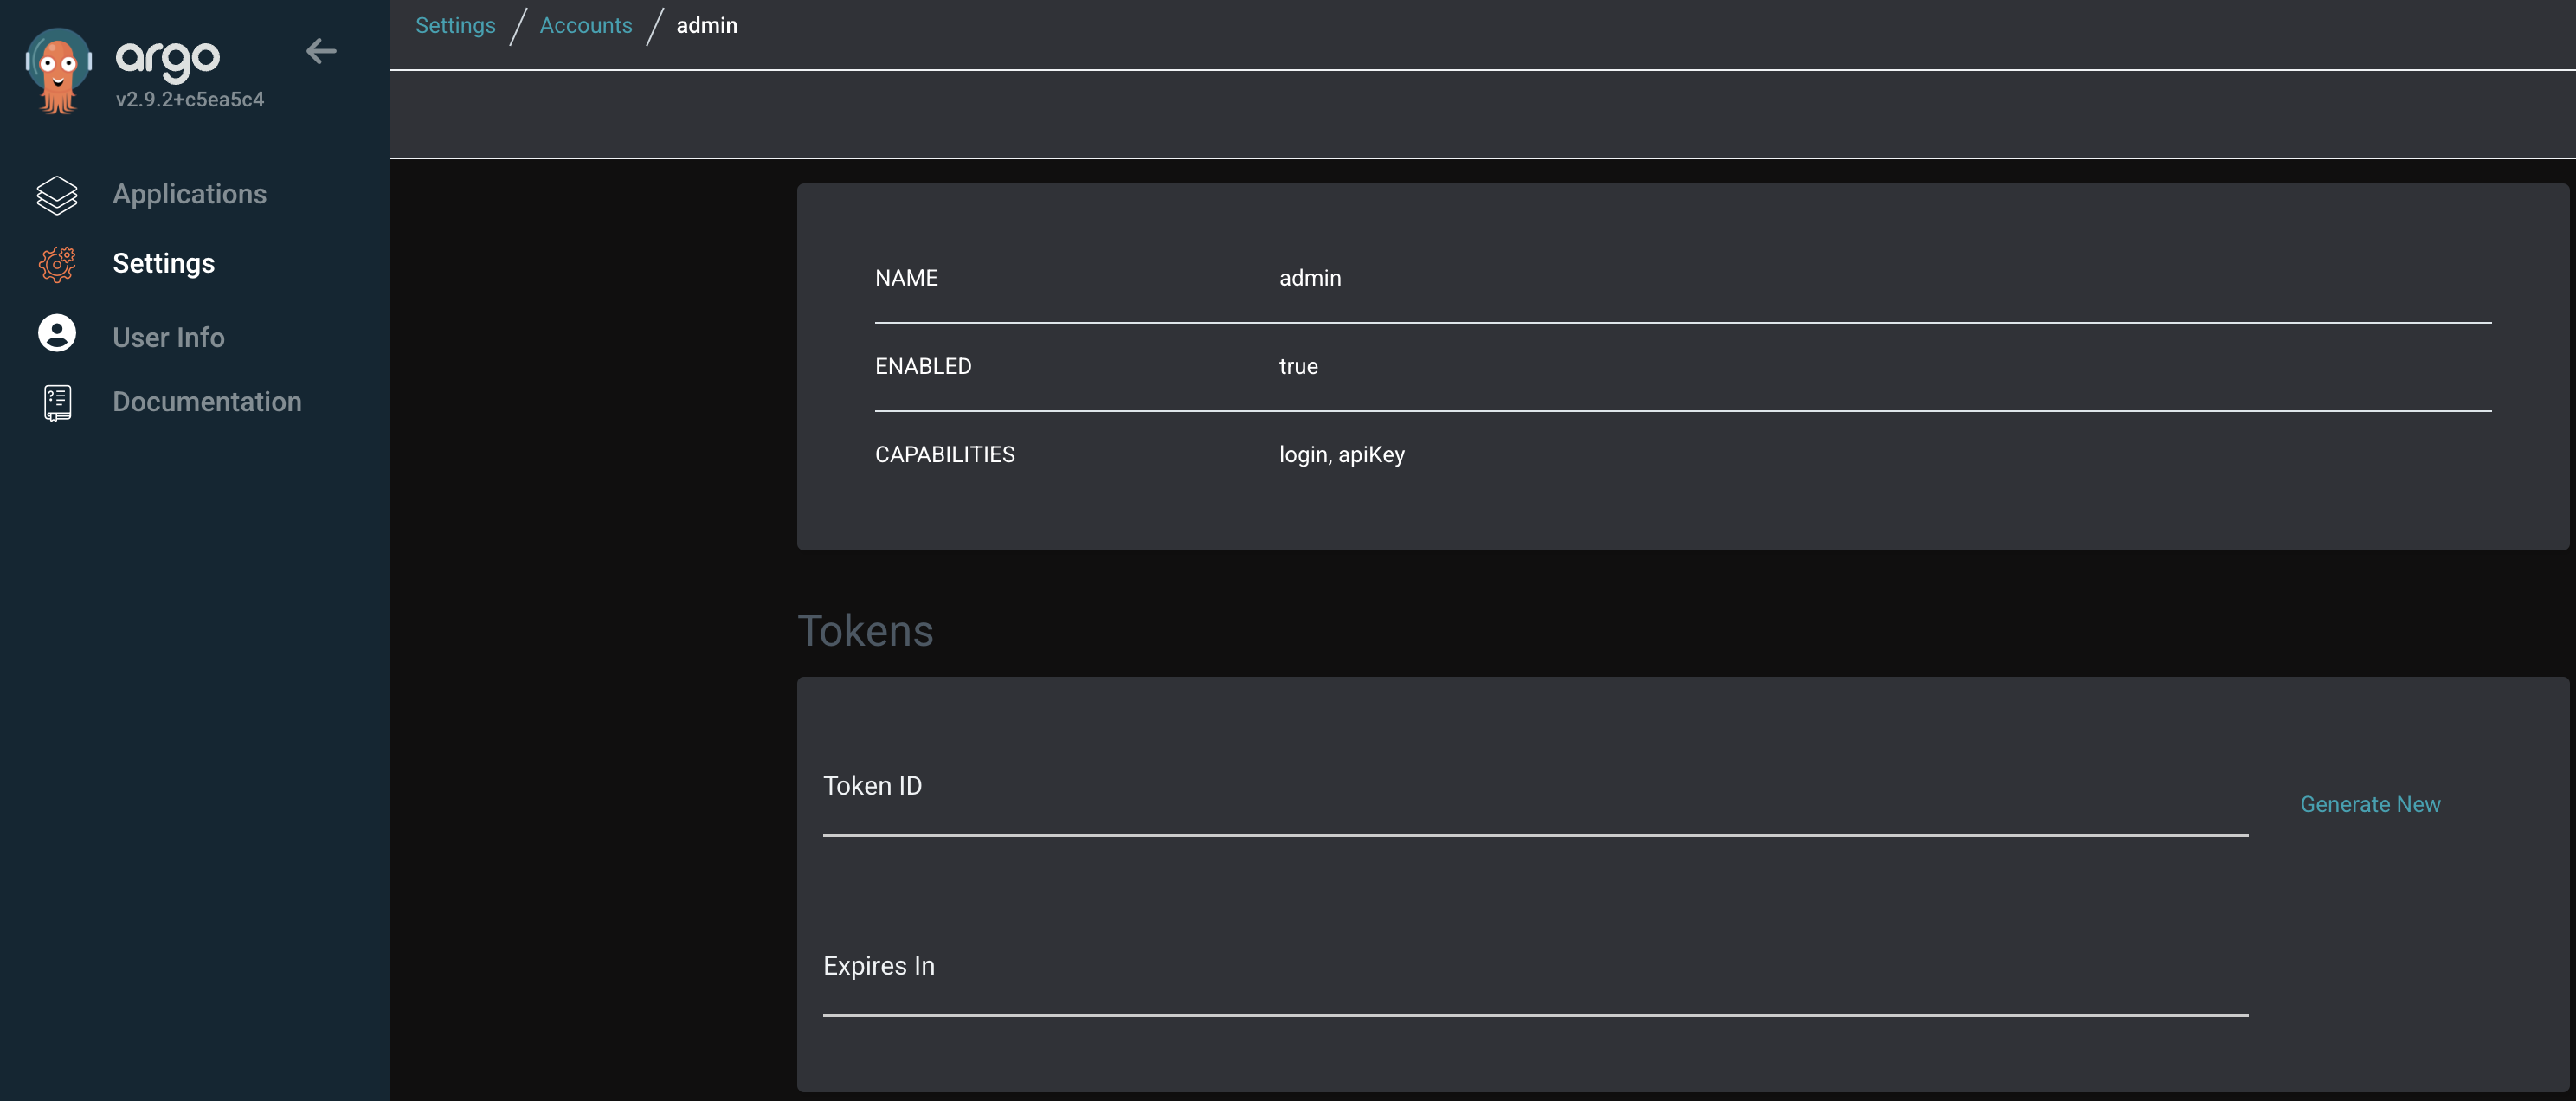 argo
v2.9.2+c5ea5c4
Applications
Settings
User Info
Documentation
Settings / Accounts / admin
NAME admin
ENABLED true
CAPABILITIES login, apiKey
Tokens
Token ID
Generate New
Expires In